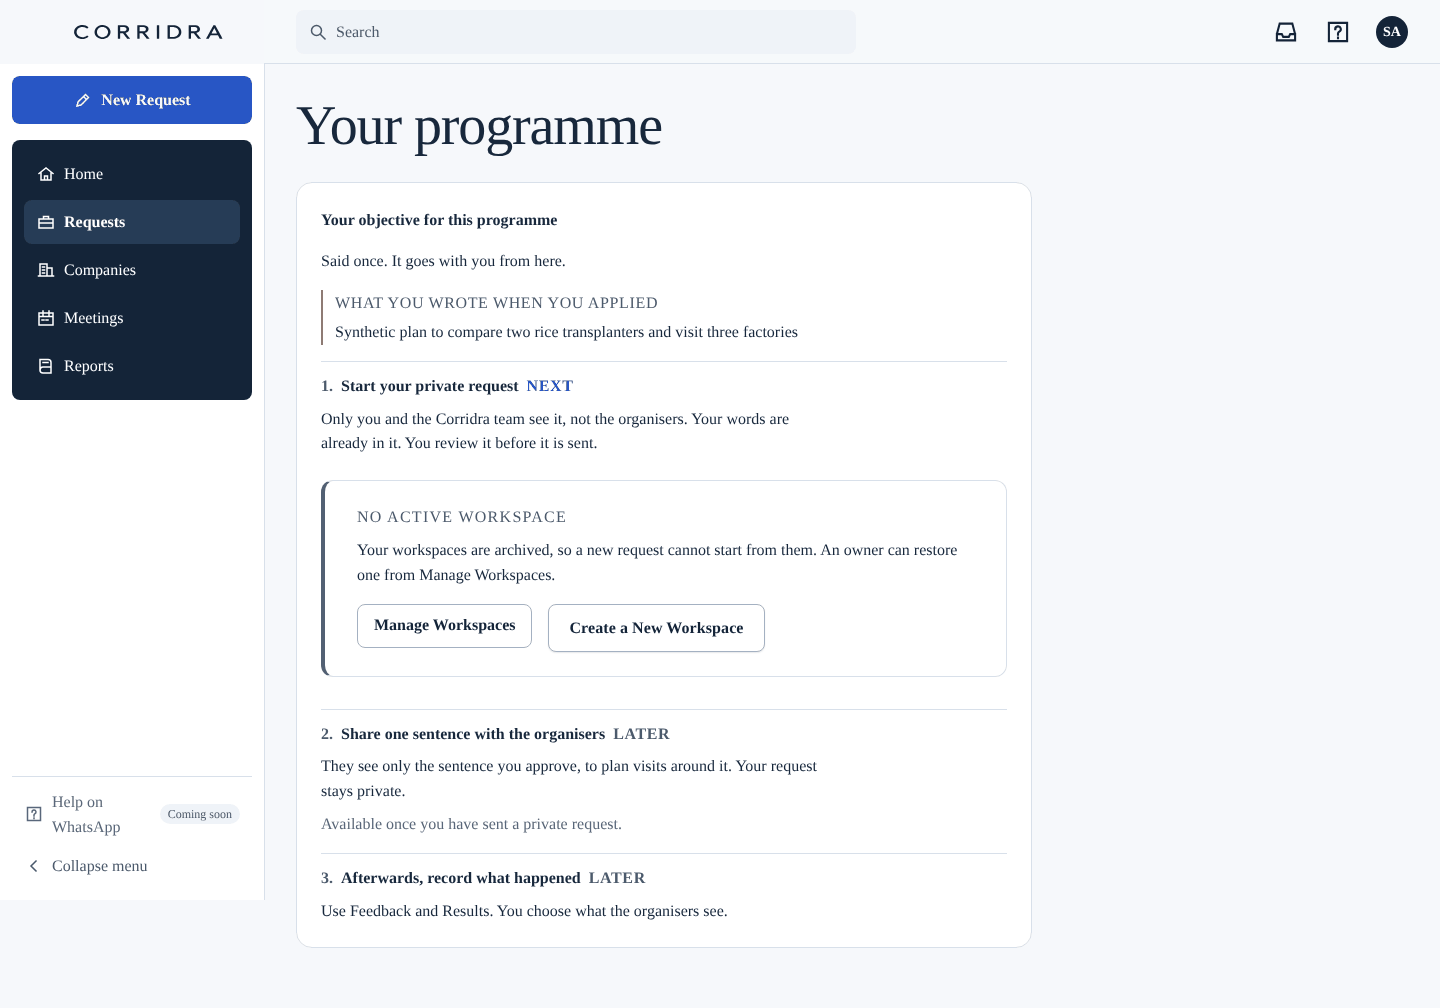 CORRIDRA
Search
SA
New Request
Home
Requests
Companies
Meetings
Reports
Help on
WhatsApp
Coming soon
Collapse menu
Your programme
Your objective for this programme
Said once. It goes with you from here.
WHAT YOU WROTE WHEN YOU APPLIED
Synthetic plan to compare two rice transplanters and visit three factories
1. Start your private request NEXT
Only you and the Corridra team see it, not the organisers. Your words are
already in it. You review it before it is sent.
NO ACTIVE WORKSPACE
Your workspaces are archived, so a new request cannot start from them. An owner can restore
one from Manage Workspaces.
Manage Workspaces
Create a New Workspace
2. Share one sentence with the organisers LATER
They see only the sentence you approve, to plan visits around it. Your request
stays private.
Available once you have sent a private request.
3. Afterwards, record what happened LATER
Use Feedback and Results. You choose what the organisers see.